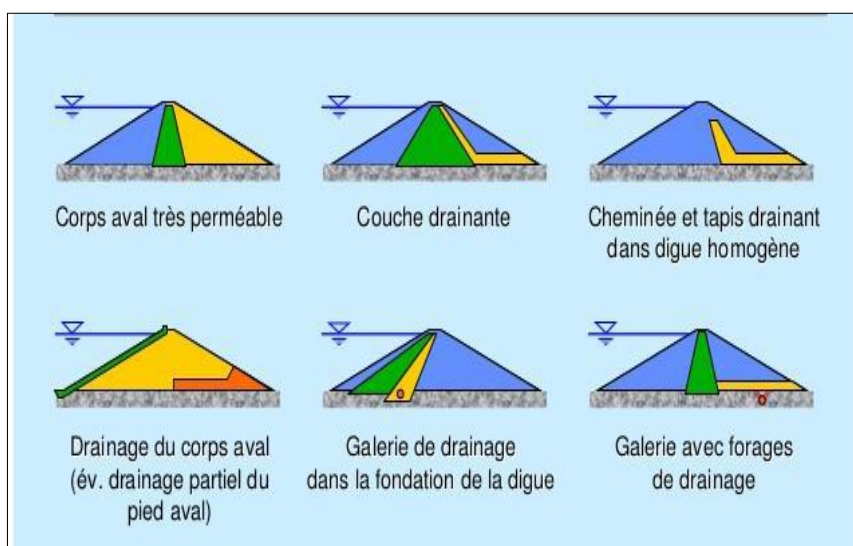 Corps aval très perméable
Couche drainante
Cheminée et tapis drainant
dans digue homogène
Drainage du corps aval
(év. drainage partiel du
pied aval)
Galerie de drainage
dans la fondation de la digue
Galerie avec forages
de drainage